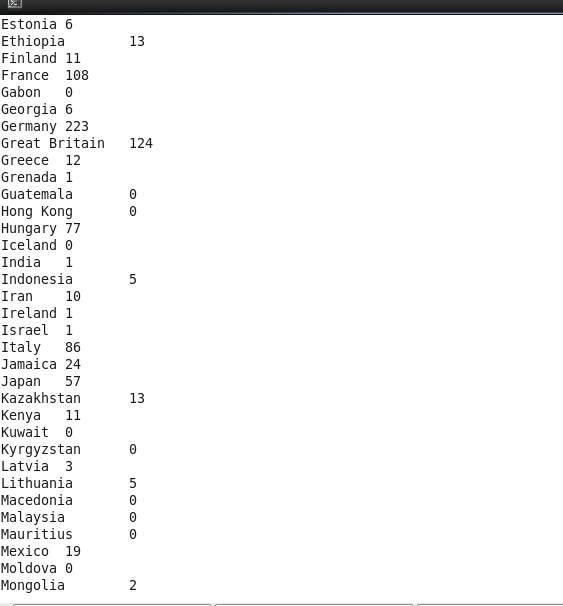 Estonia 6
Ethiopia 13
Finland 11
France 108
Gabon 0
Georgia 6
Germany 223
Great Britain 124
Greece 12
Grenada 1
Guatemala 0
Hong Kong 0
Hungary 77
Iceland 0
India 1
Indonesia 5
Iran 10
Ireland 1
Israel 1
Italy 86
Jamaica 24
Japan 57
Kazakhstan 13
Kenya 11
Kuwait 0
Kyrgyzstan 0
Latvia 3
Lithuania 5
Macedonia 0
Malaysia 0
Mauritius 0
Mexico 19
Moldova 0
Mongolia 2